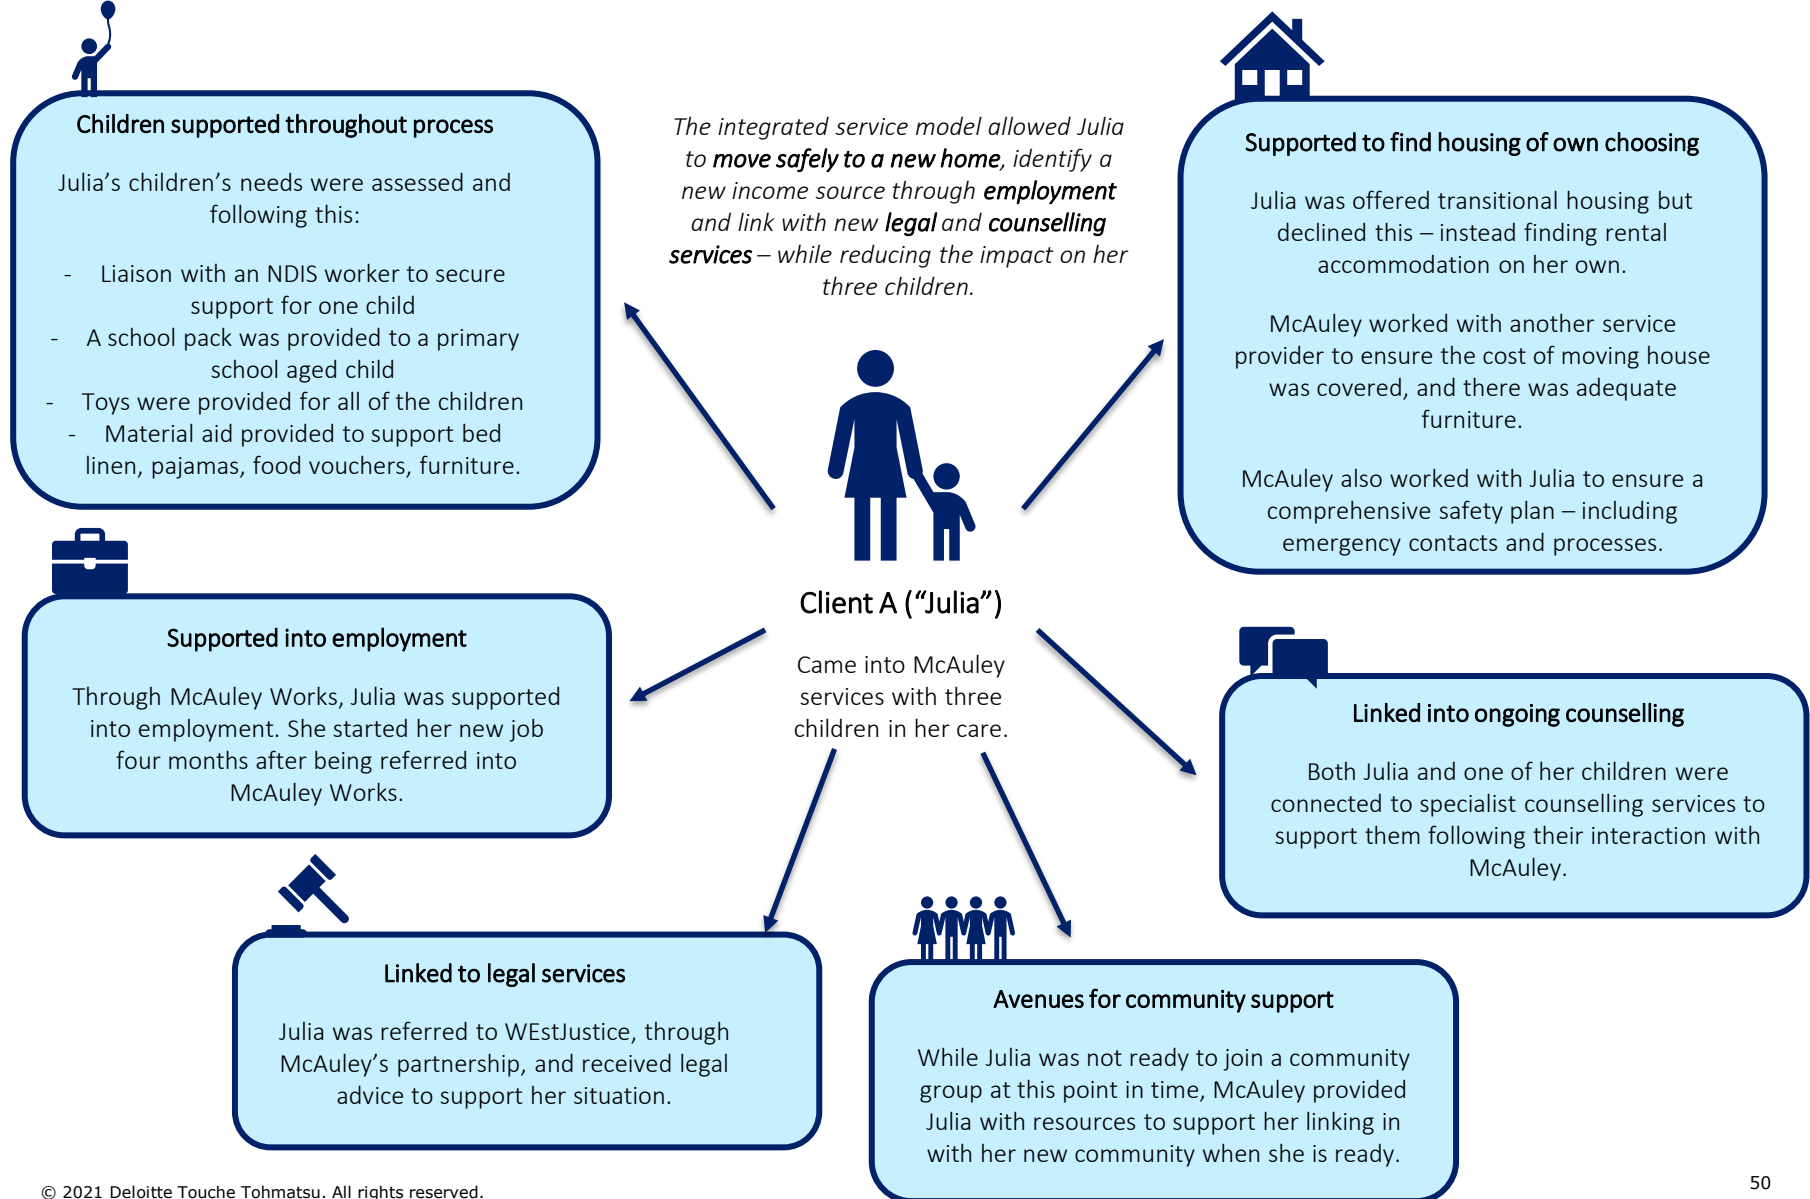 Children supported throughout process
Julia's children's needs were assessed and
following this:
- Liaison with an NDIS worker to secure
support for one child
- A school pack was provided to a primary
school aged child
- Toys were provided for all of the children
- Material aid provided to support bed
linen, pajamas, food vouchers, furniture.
The integrated service model allowed Julia
to move safely to a new home, identify a
new income source through employment
and link with new legal and counselling
services – while reducing the impact on her
three children.
Supported to find housing of own choosing
Julia was offered transitional housing but
declined this – instead finding rental
accommodation on her own.
McAuley worked with another service
provider to ensure the cost of moving house
was covered, and there was adequate
furniture.
McAuley also worked with Julia to ensure a
comprehensive safety plan – including
emergency contacts and processes.
Client A ("Julia")
Came into McAuley
services with three
children in her care.
Supported into employment
Through McAuley Works, Julia was supported
into employment. She started her new job
four months after being referred into
McAuley Works.
Linked into ongoing counselling
Both Julia and one of her children were
connected to specialist counselling services to
support them following their interaction with
McAuley.
Linked to legal services
Julia was referred to WEstJustice, through
McAuley's partnership, and received legal
advice to support her situation.
Avenues for community support
While Julia was not ready to join a community
group at this point in time, McAuley provided
Julia with resources to support her linking in
with her new community when she is ready.
© 2021 Deloitte Touche Tohmatsu. All rights reserved.
50